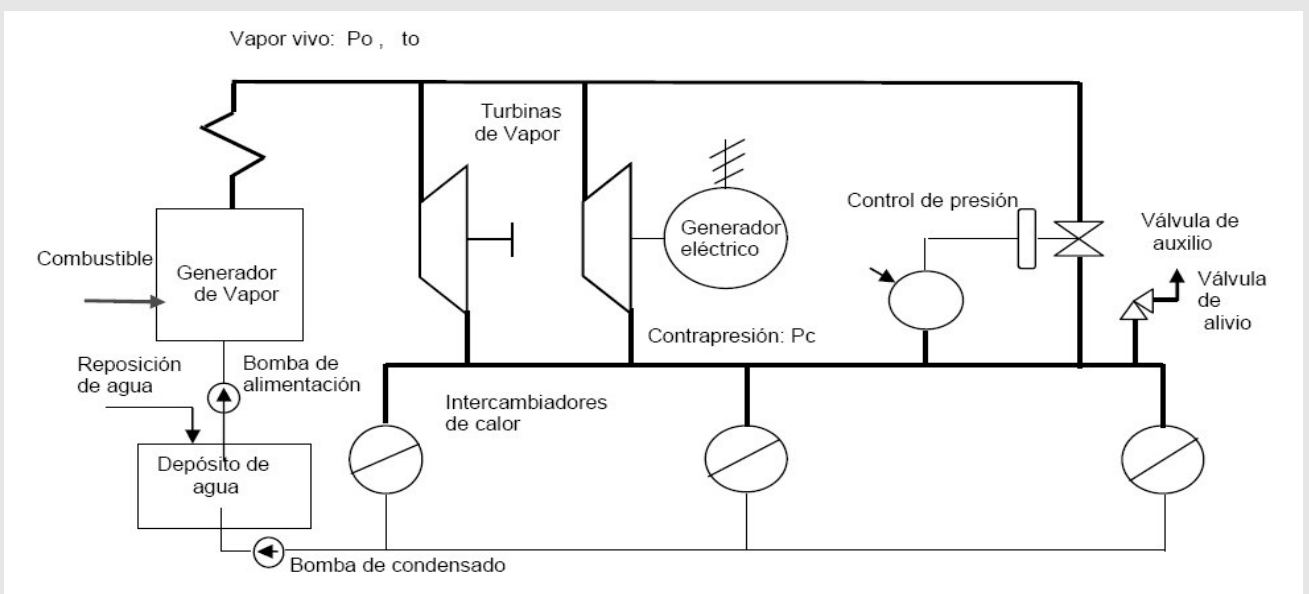 Vapor vivo: Po , to
Turbinas
de Vapor
Generador
eléctrico
Control de presión
Válvula de
auxilio
Válvula
de
alivio
Combustible
Generador
de Vapor
Contrapresión: Pc
Reposición
de agua
Bomba de
alimentación
Intercambiadores
de calor
Depósito de
agua
Bomba de condensado